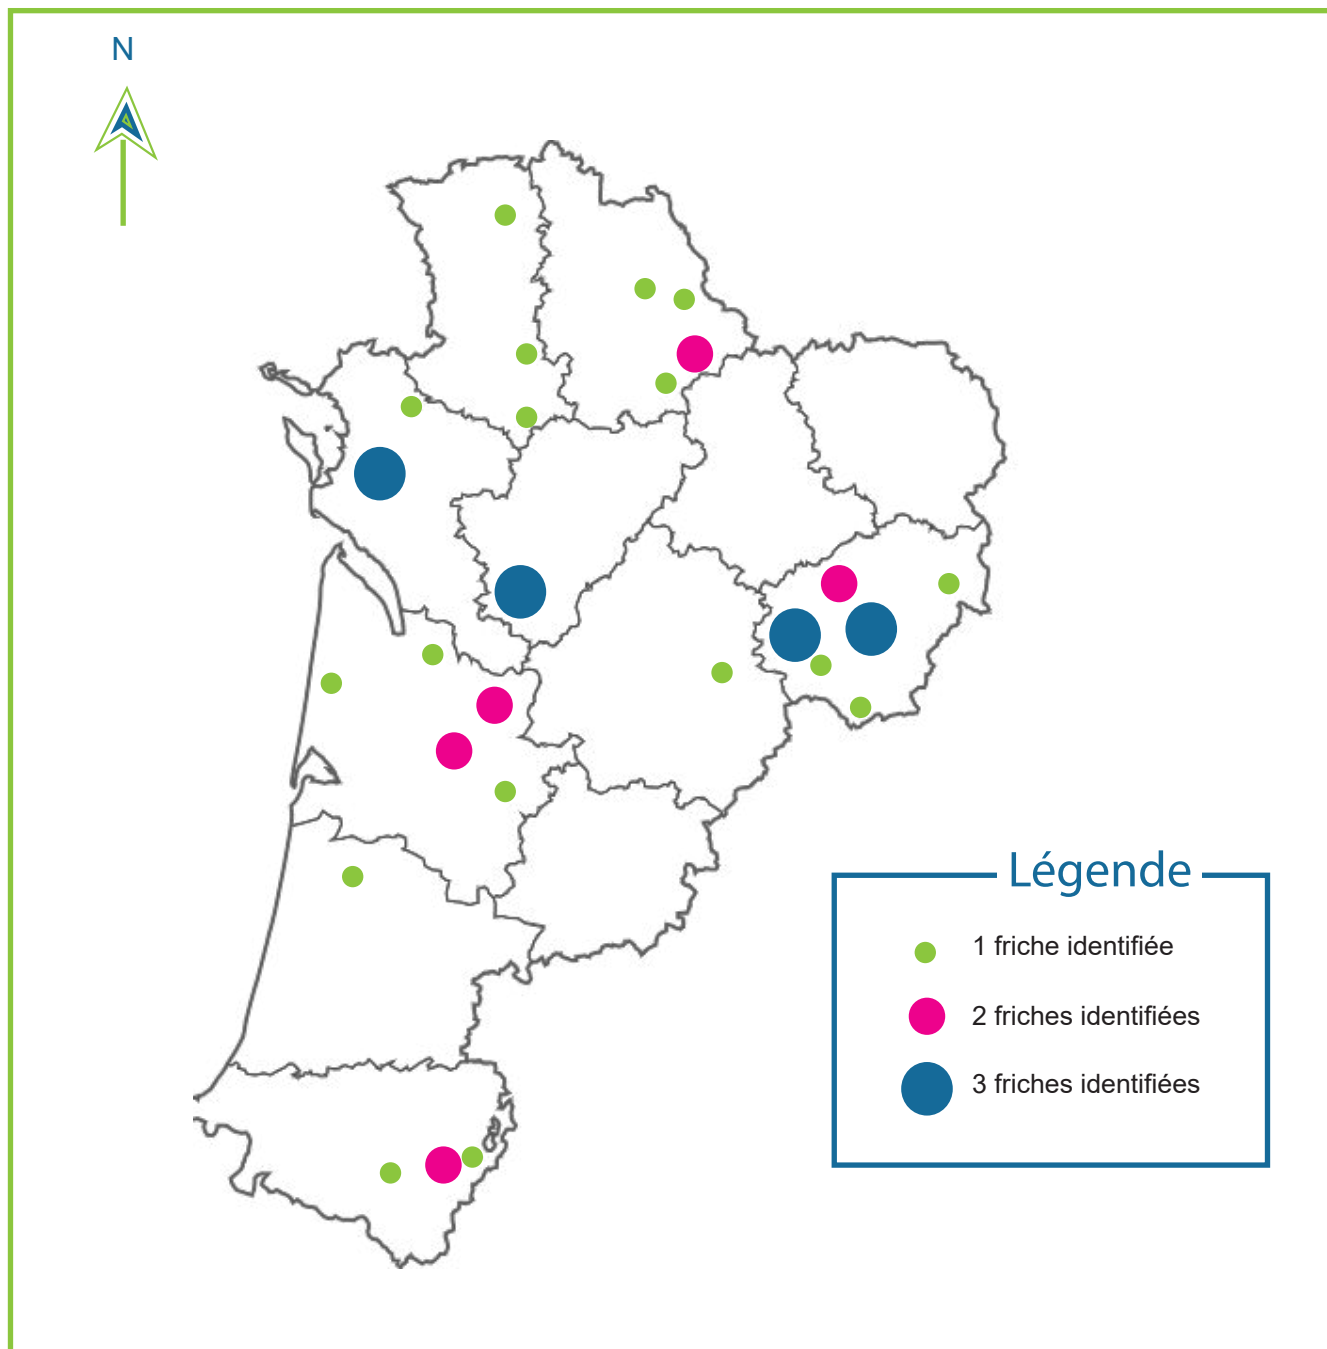 N
Légende
1 friche identifiée
2 friches identifiées
3 friches identifiées